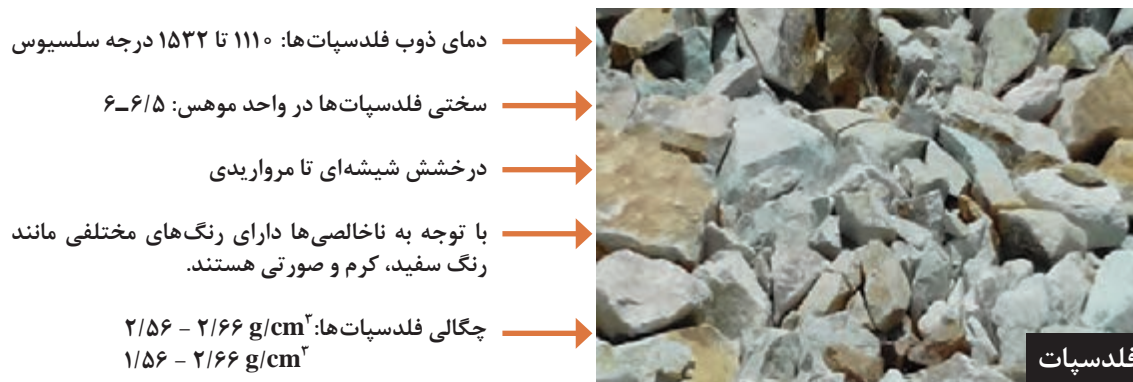 دمای ذوب فلدسپات‌ها: ۱۱۱۰ تا ۱۵۳۲ درجه سلسیوس
سختی فلدسپات‌ها در واحد موهس: ۶/۵ـ۶
درخشش شیشه‌ای تا مرواریدی
با توجه به ناخالصی‌ها دارای رنگ‌های مختلفی مانند
رنگ سفید، کرم و صورتی هستند.
چگالی فلدسپات‌ها: ۲/۵۶ - ۲/۶۶ g/cm³
۱/۵۶ - ۲/۶۶ g/cm³
فلدسپات